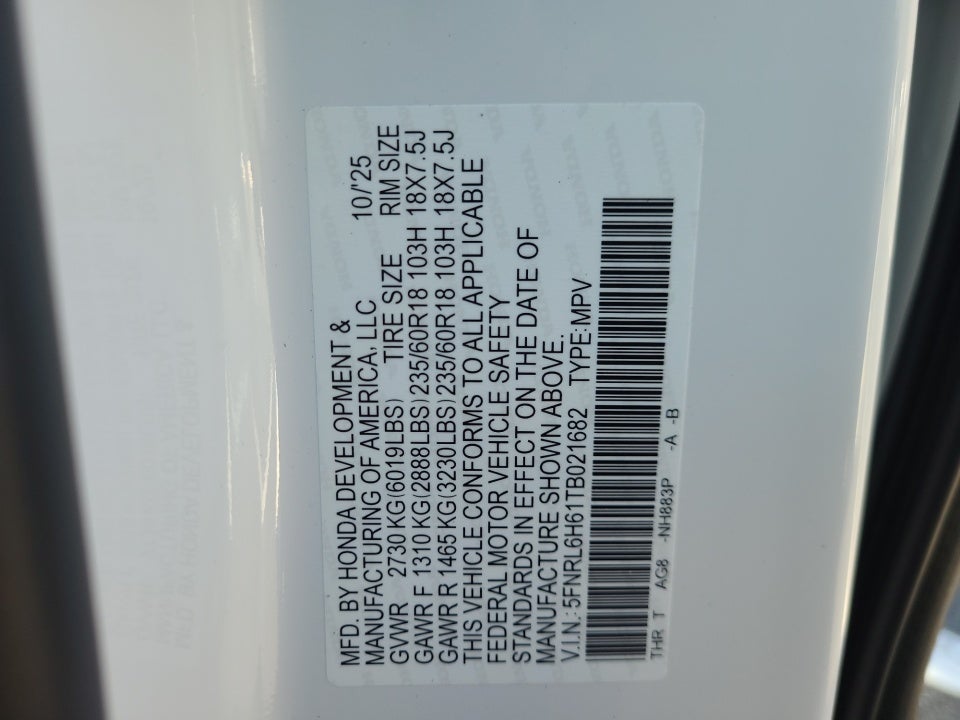 MFD. BY HONDA DEVELOPMENT &
MANUFACTURING OF AMERICA, LLC 10/'25
GVWR 2730 KG(6019LBS) TIRE SIZE RIM SIZE
GAWR F 1310 KG(2888LBS) 235/60R18 103H 18X7.5J
GAWR R 1465 KG(3230LBS) 235/60R18 103H 18X7.5J
THIS VEHICLE CONFORMS TO ALL APPLICABLE
FEDERAL MOTOR VEHICLE SAFETY
STANDARDS IN EFFECT ON THE DATE OF
MANUFACTURE SHOWN ABOVE.
V.I.N.: 5FNRL6H61TB021682 TYPE: MPV
THR T AG8 -NH883P -A -B